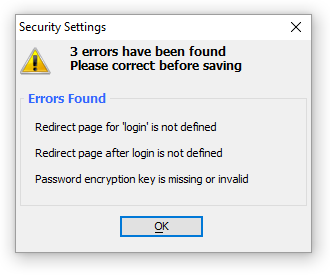 Security Settings
3 errors have been found
Please correct before saving
Errors Found
Redirect page for 'login' is not defined
Redirect page after login is not defined
Password encryption key is missing or invalid
OK